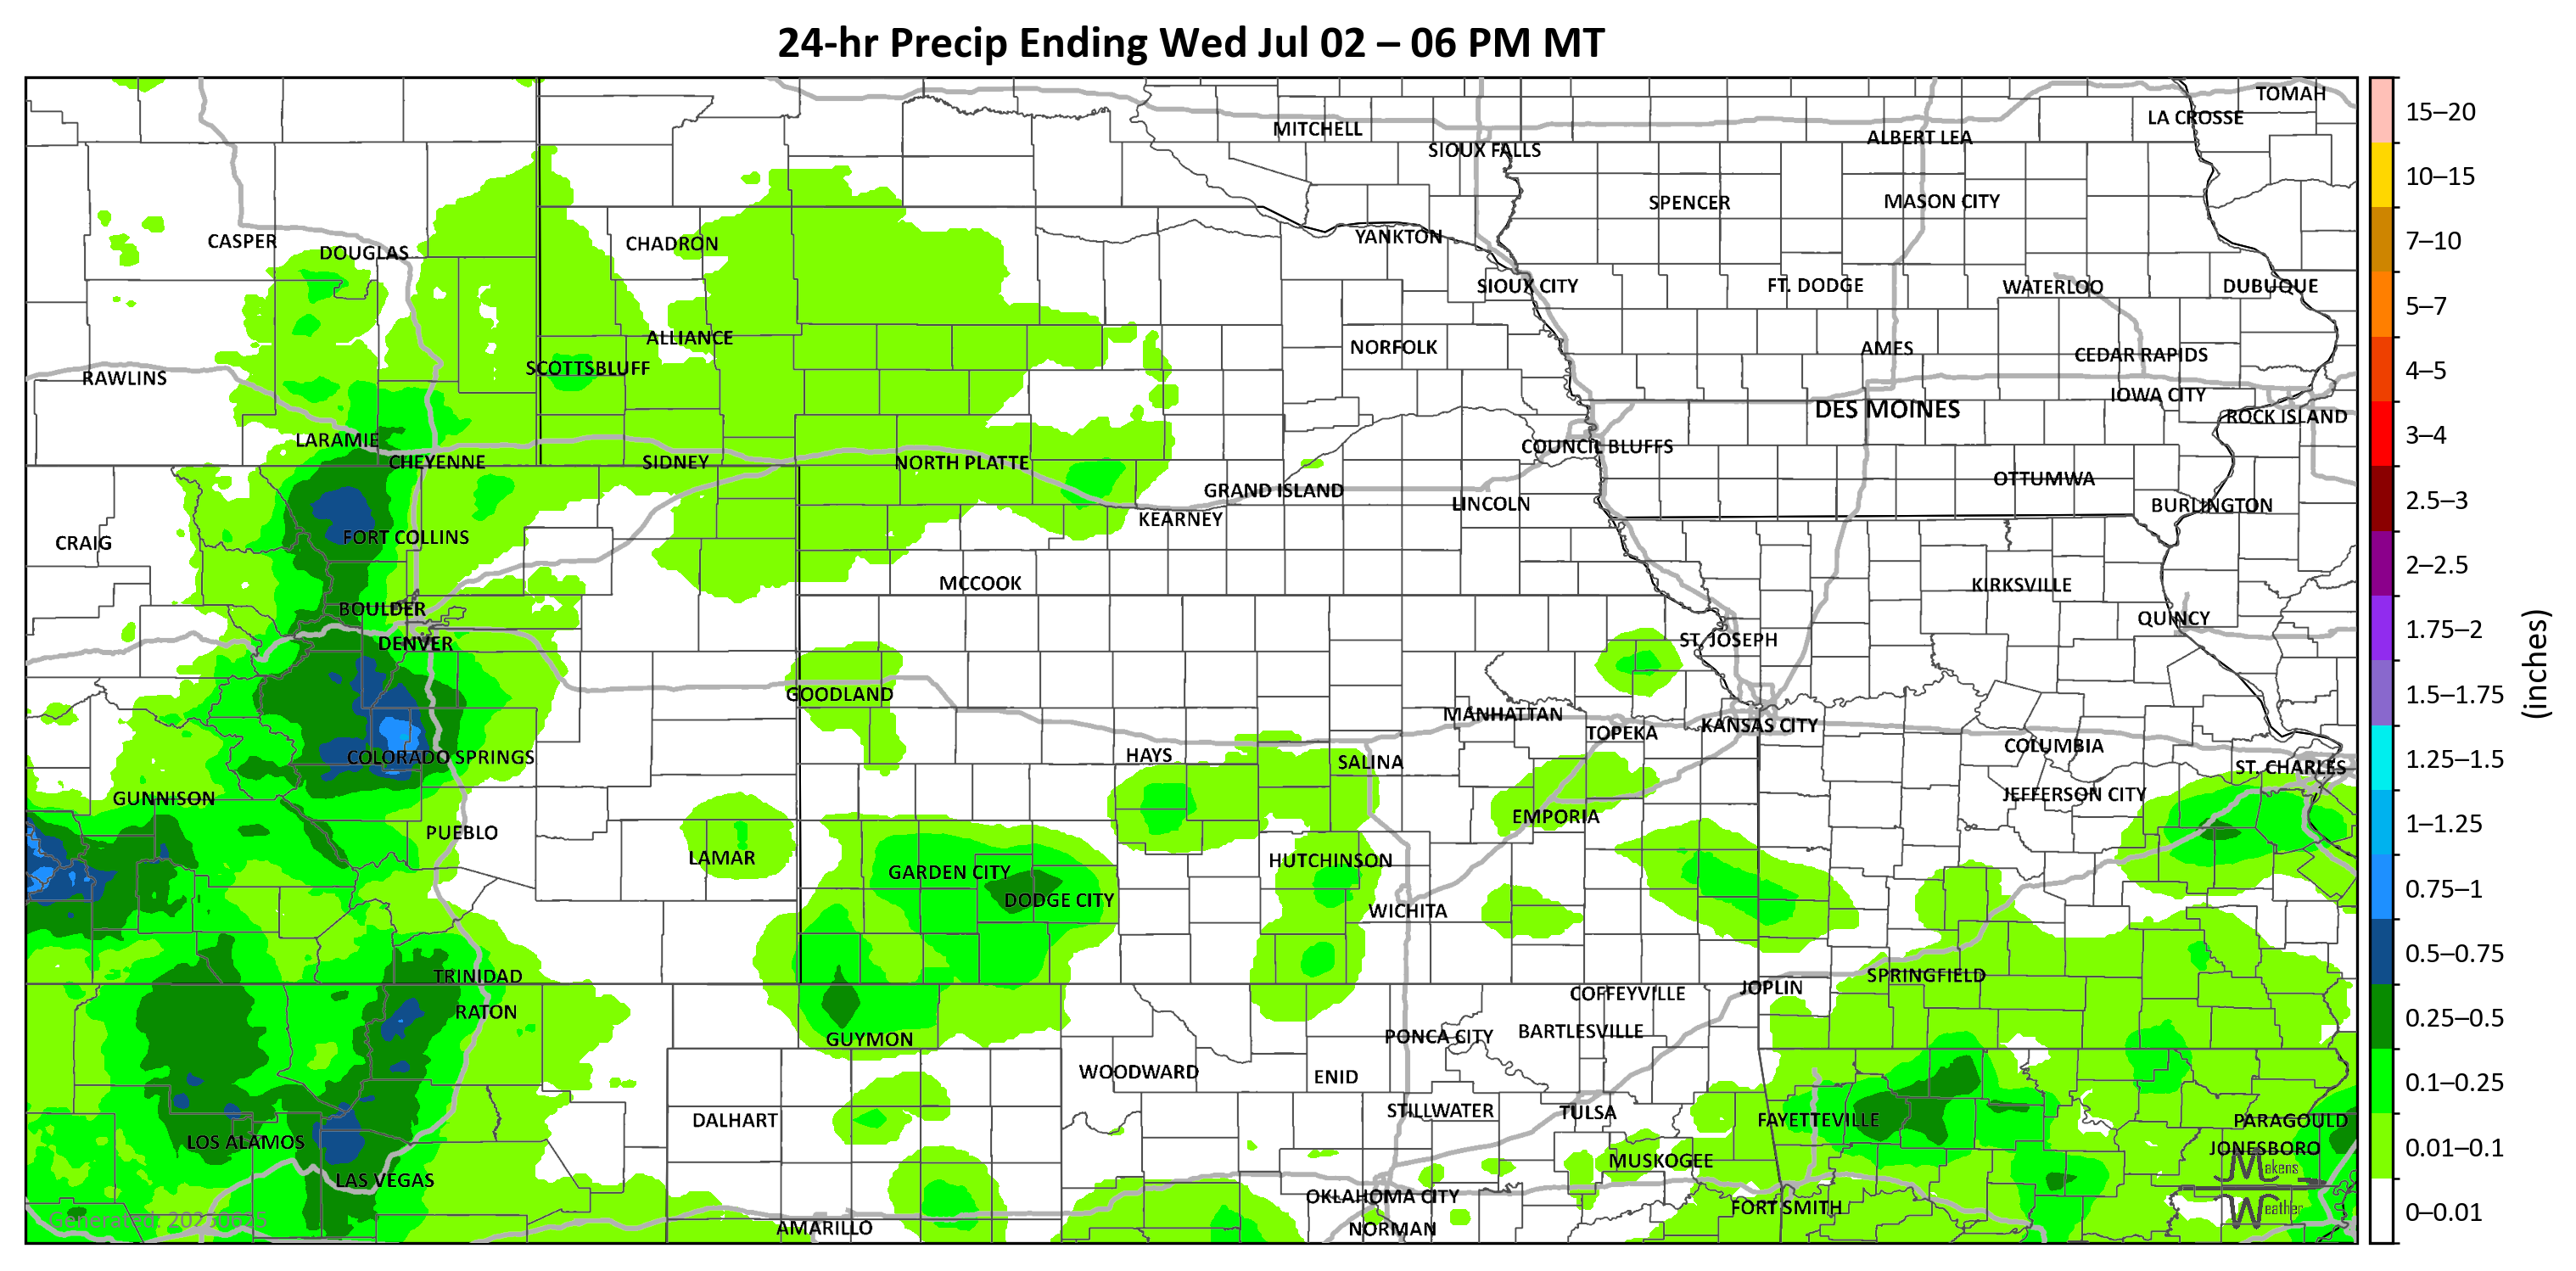 24-hr Precip Ending Wed Jul 02 – 06 PM MT
TOMAH
LA CROSSE
MITCHELL
ALBERT LEA
SIOUX FALLS
SPENCER
MASON CITY
YANKTON
CASPER
CHADRON
DOUGLAS
SIOUX CITY
FT. DODGE
WATERLOO
DUBUQUE
ALLIANCE
NORFOLK
AMES
CEDAR RAPIDS
SCOTTSBLUFF
RAWLINS
IOWA CITY
DES MOINES
ROCK ISLAND
LARAMIE
COUNCIL BLUFFS
CHEYENNE
SIDNEY
NORTH PLATTE
OTTUMWA
GRAND ISLAND
LINCOLN
BURLINGTON
KEARNEY
FORT COLLINS
CRAIG
MCCOOK
KIRKSVILLE
BOULDER
QUINCY
DENVER
ST. JOSEPH
GOODLAND
MANHATTAN
TOPEKA
KANSAS CITY
COLUMBIA
COLORADO SPRINGS
HAYS
SALINA
ST. CHARLES
GUNNISON
JEFFERSON CITY
EMPORIA
PUEBLO
LAMAR
HUTCHINSON
GARDEN CITY
DODGE CITY
WICHITA
TRINIDAD
SPRINGFIELD
JOPLIN
COFFEYVILLE
RATON
BARTLESVILLE
PONCA CITY
GUYMON
WOODWARD
ENID
STILLWATER
TULSA
DALHART
FAYETTEVILLE
PARAGOULD
LOS ALAMOS
JONESBORO
MUSKOGEE
Makens
LAS VEGAS
OKLAHOMA CITY
FORT SMITH
Weather
Generated: 20250625
AMARILLO
NORMAN
15–20
10–15
7–10
5–7
4–5
3–4
2.5–3
2–2.5
1.75–2
1.5–1.75
1.25–1.5
1–1.25
0.75–1
0.5–0.75
0.25–0.5
0.1–0.25
0.01–0.1
0–0.01
(inches)